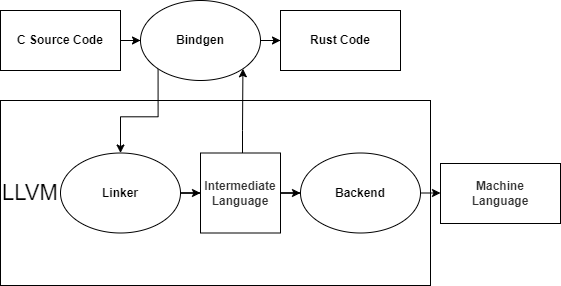 C Source Code
Bindgen
Rust Code
LLVM
Linker
Intermediate
Language
Backend
Machine
Language